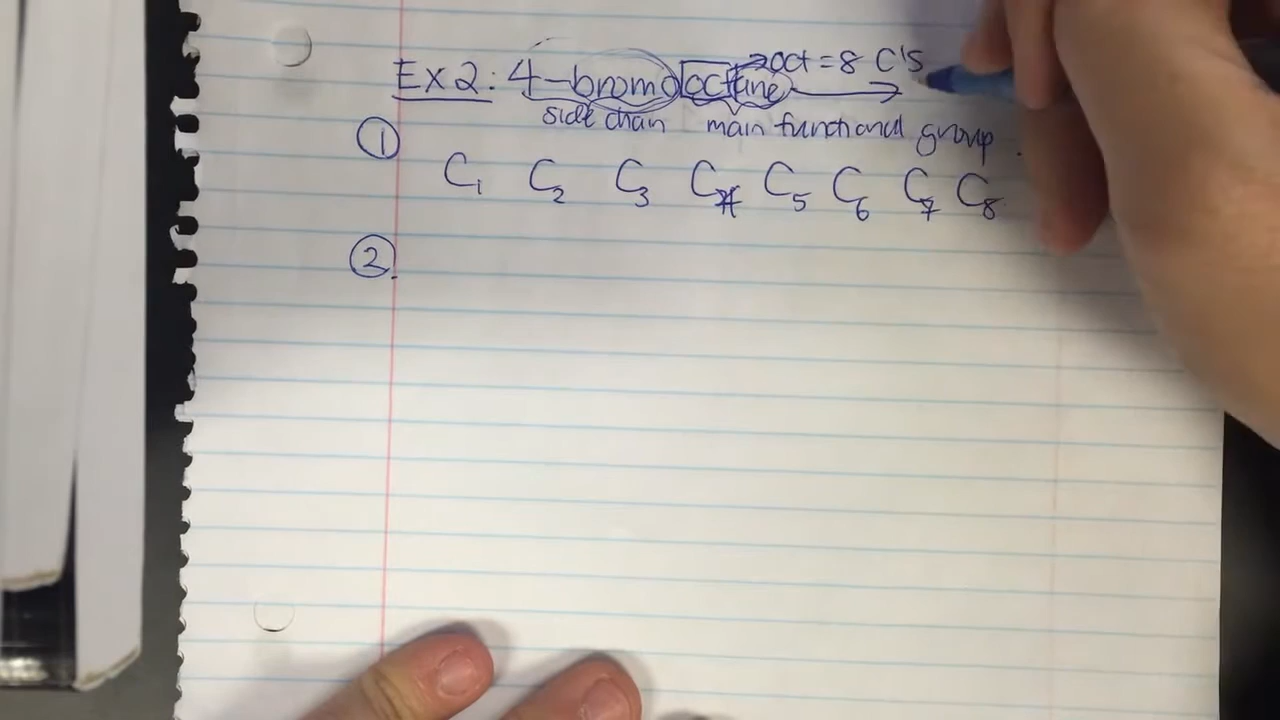 Ex 2: 4-bromooctane → oct = 8 C's
side chan main functional group
① C₁ C₂ C₃ C₄ C₅ C₆ C₇ C₈
②